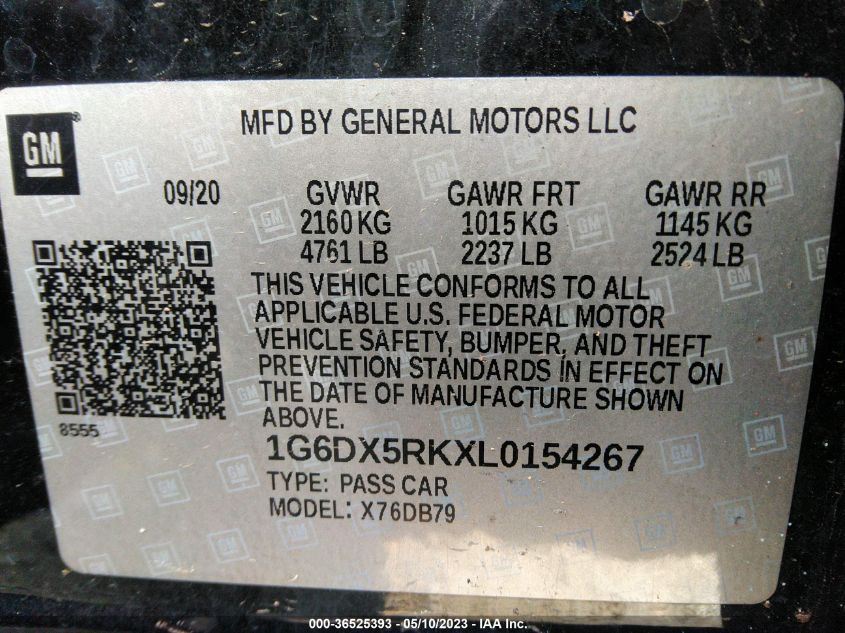 GM
MFD BY GENERAL MOTORS LLC
09/20 GVWR GAWR FRT GAWR RR
2160 KG 1015 KG 1145 KG
4761 LB 2237 LB 2524 LB
THIS VEHICLE CONFORMS TO ALL
APPLICABLE U.S. FEDERAL MOTOR
VEHICLE SAFETY, BUMPER, AND THEFT
PREVENTION STANDARDS IN EFFECT ON
THE DATE OF MANUFACTURE SHOWN
ABOVE.
8555
1G6DX5RKXL0154267
TYPE: PASS CAR
MODEL: X76DB79
000-36525393 - 05/10/2023 - IAA Inc.